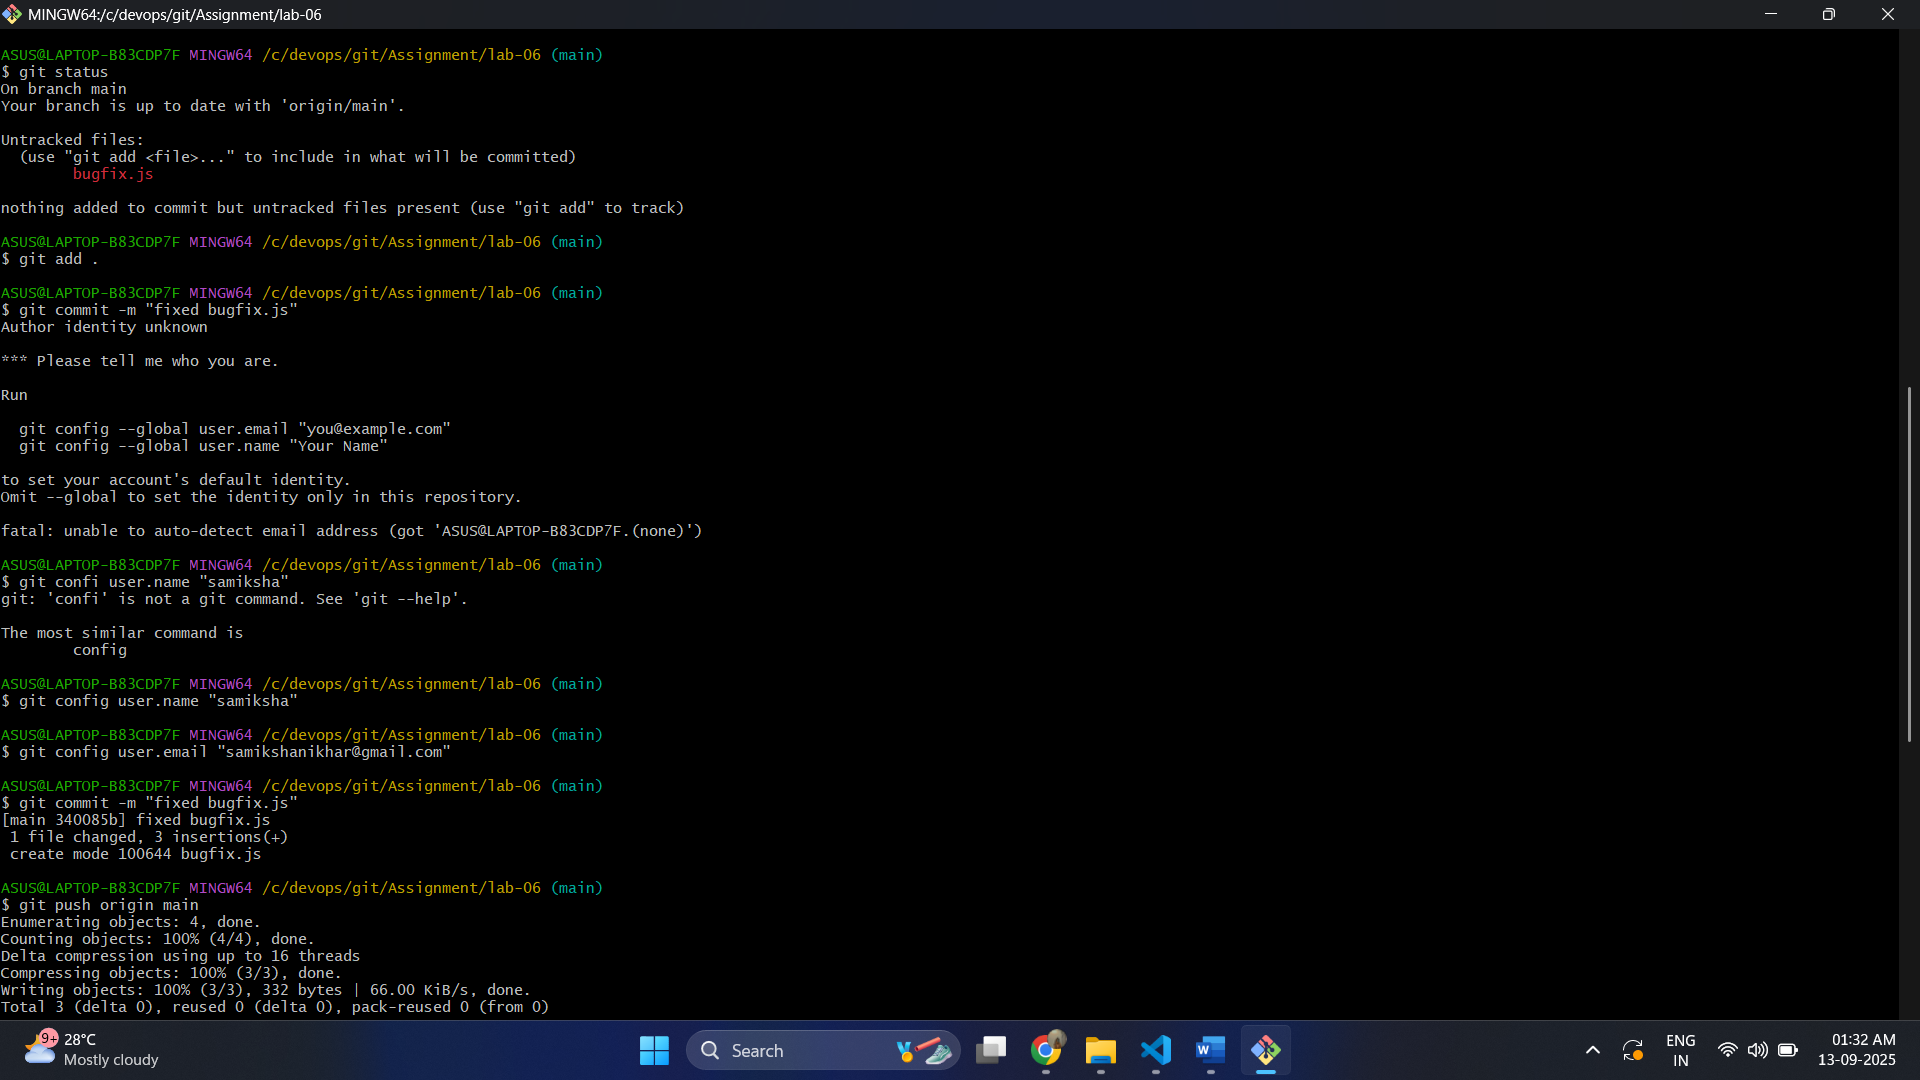 MINGW64:/c/devops/git/Assignment/lab-06
ASUS@LAPTOP-B83CDP7F MINGW64 /c/devops/git/Assignment/lab-06 (main)
$ git status
On branch main
Your branch is up to date with 'origin/main'.
Untracked files:
  (use "git add <file>..." to include in what will be committed)
        bugfix.js
nothing added to commit but untracked files present (use "git add" to track)
ASUS@LAPTOP-B83CDP7F MINGW64 /c/devops/git/Assignment/lab-06 (main)
$ git add .
ASUS@LAPTOP-B83CDP7F MINGW64 /c/devops/git/Assignment/lab-06 (main)
$ git commit -m "fixed bugfix.js"
Author identity unknown
*** Please tell me who you are.
Run
  git config --global user.email "you@example.com"
  git config --global user.name "Your Name"
to set your account's default identity.
Omit --global to set the identity only in this repository.
fatal: unable to auto-detect email address (got 'ASUS@LAPTOP-B83CDP7F.(none)')
ASUS@LAPTOP-B83CDP7F MINGW64 /c/devops/git/Assignment/lab-06 (main)
$ git confi user.name "samiksha"
git: 'confi' is not a git command. See 'git --help'.
The most similar command is
        config
ASUS@LAPTOP-B83CDP7F MINGW64 /c/devops/git/Assignment/lab-06 (main)
$ git config user.name "samiksha"
ASUS@LAPTOP-B83CDP7F MINGW64 /c/devops/git/Assignment/lab-06 (main)
$ git config user.email "samikshanikhar@gmail.com"
ASUS@LAPTOP-B83CDP7F MINGW64 /c/devops/git/Assignment/lab-06 (main)
$ git commit -m "fixed bugfix.js"
[main 340085b] fixed bugfix.js
 1 file changed, 3 insertions(+)
 create mode 100644 bugfix.js
ASUS@LAPTOP-B83CDP7F MINGW64 /c/devops/git/Assignment/lab-06 (main)
$ git push origin main
Enumerating objects: 4, done.
Counting objects: 100% (4/4), done.
Delta compression using up to 16 threads
Compressing objects: 100% (3/3), done.
Writing objects: 100% (3/3), 332 bytes | 66.00 KiB/s, done.
Total 3 (delta 0), reused 0 (delta 0), pack-reused 0 (from 0)
9+
28°C
Mostly cloudy
Search
W
ENG
IN
01:32 AM
13-09-2025